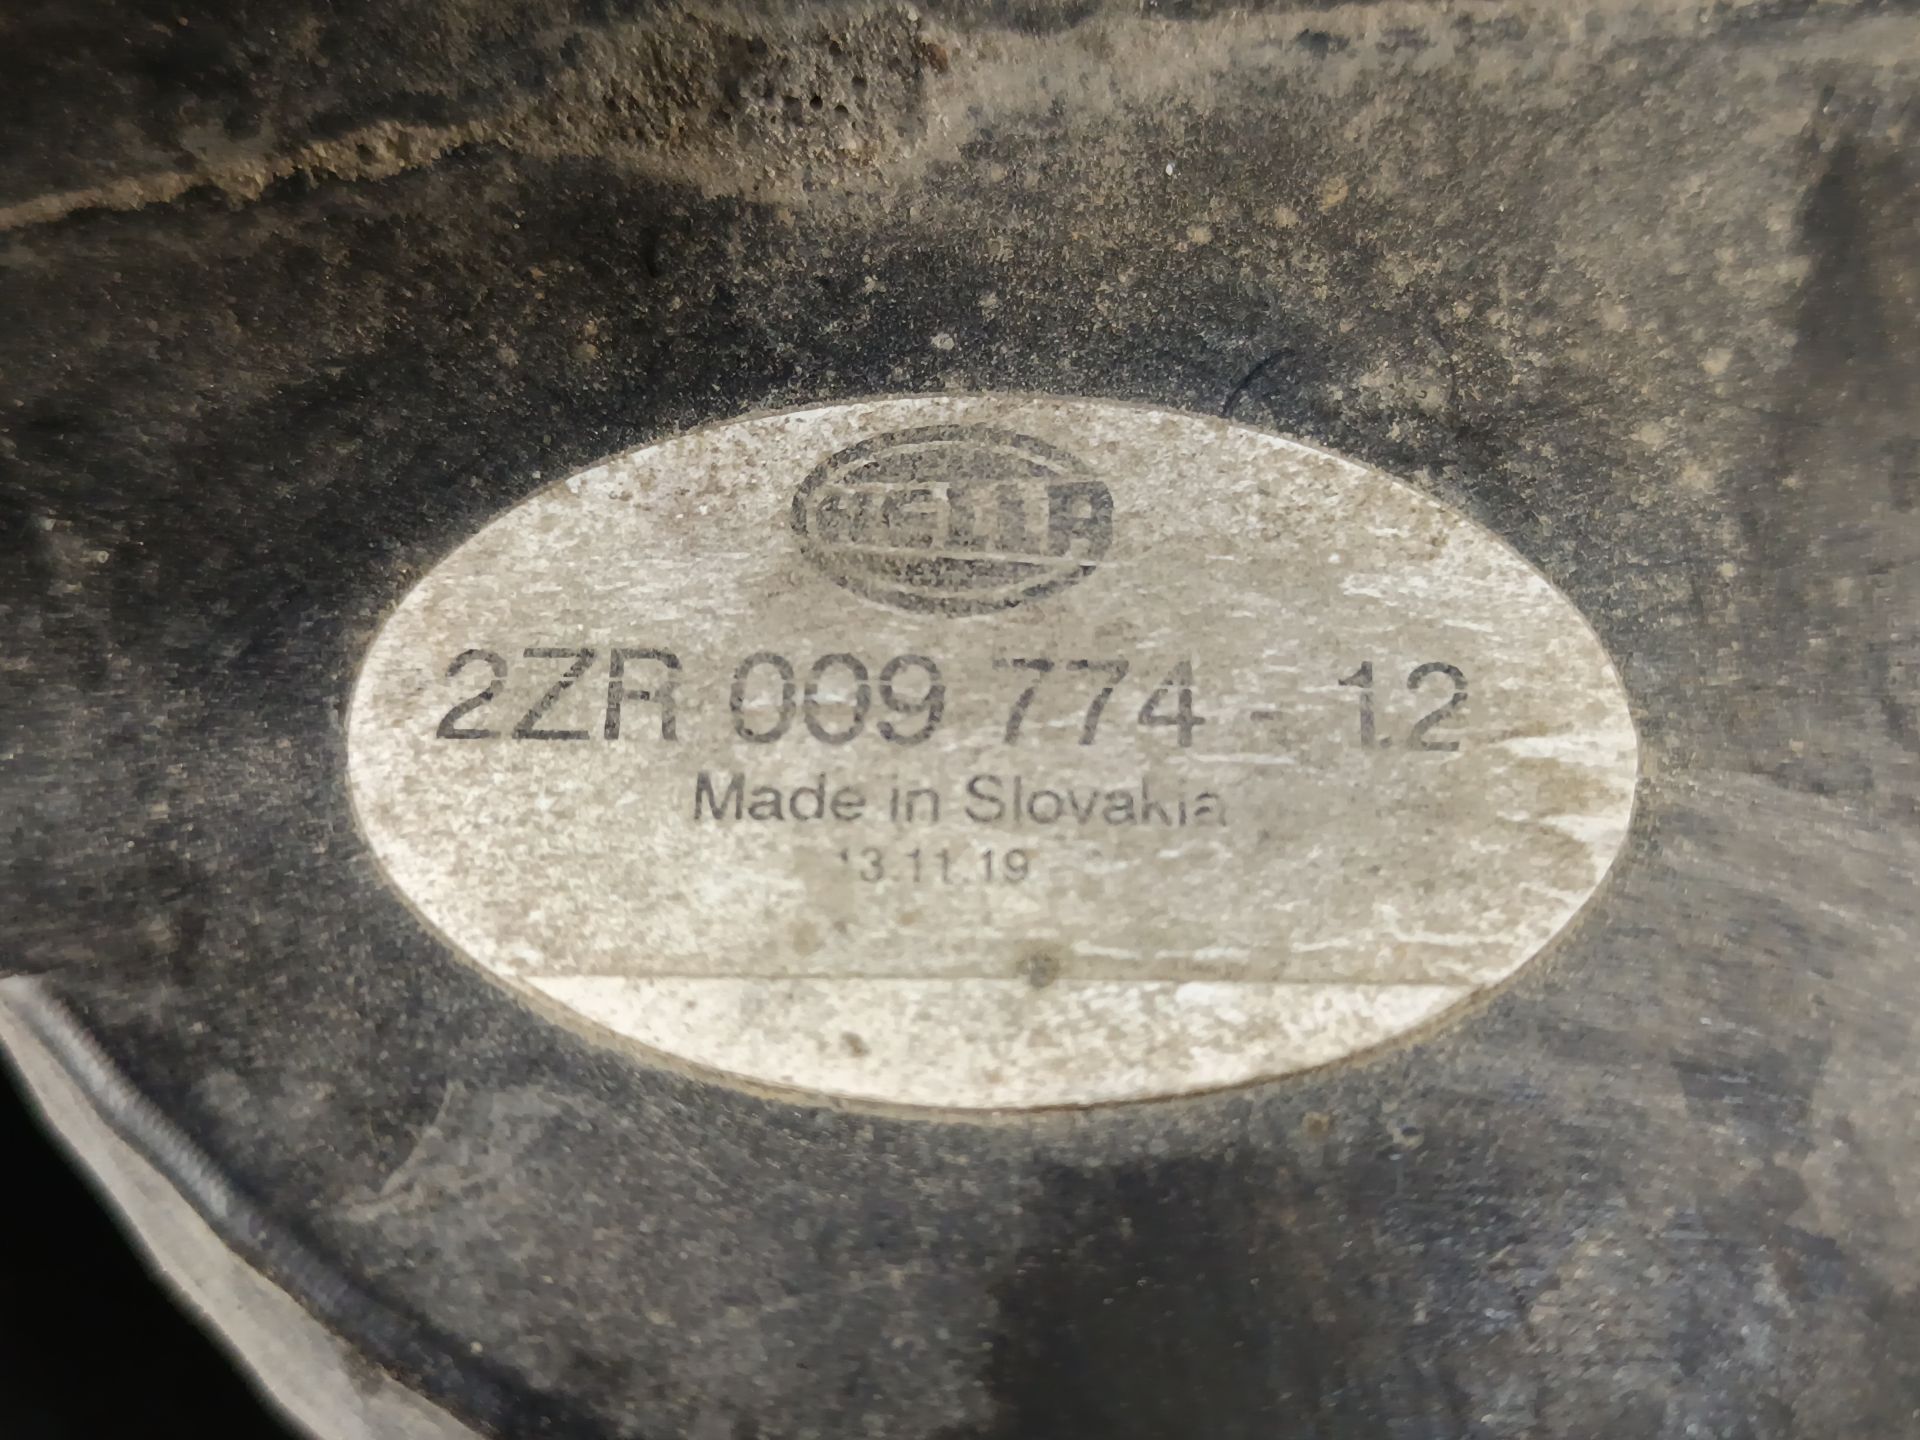 HELLA
2ZR 009 774 - 12
Made in Slovakia
13.11.19